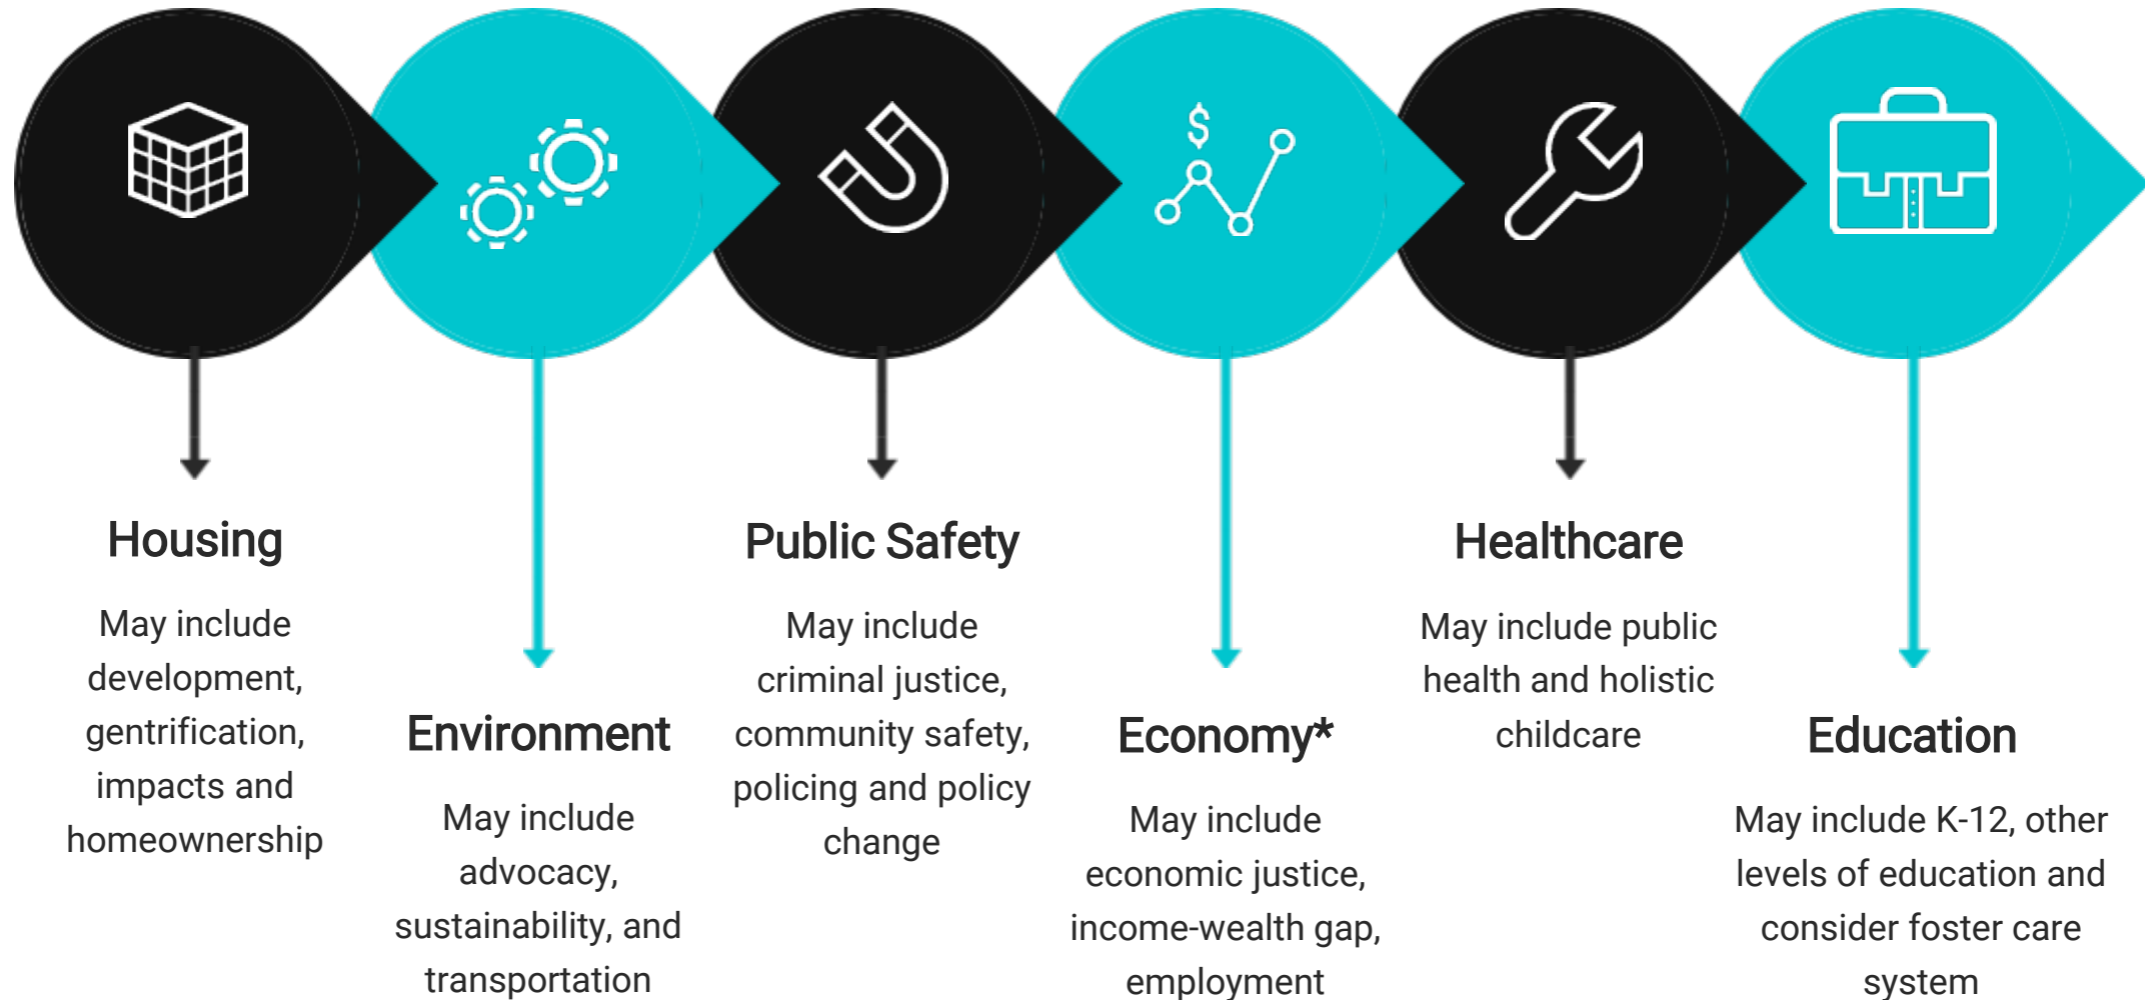 $
Housing
May include
development,
gentrification,
impacts and
homeownership
Environment
May include
advocacy,
sustainability, and
transportation
Public Safety
May include
criminal justice,
community safety,
policing and policy
change
Economy*
May include
economic justice,
income-wealth gap,
employment
Healthcare
May include public
health and holistic
childcare
Education
May include K-12, other
levels of education and
consider foster care
system